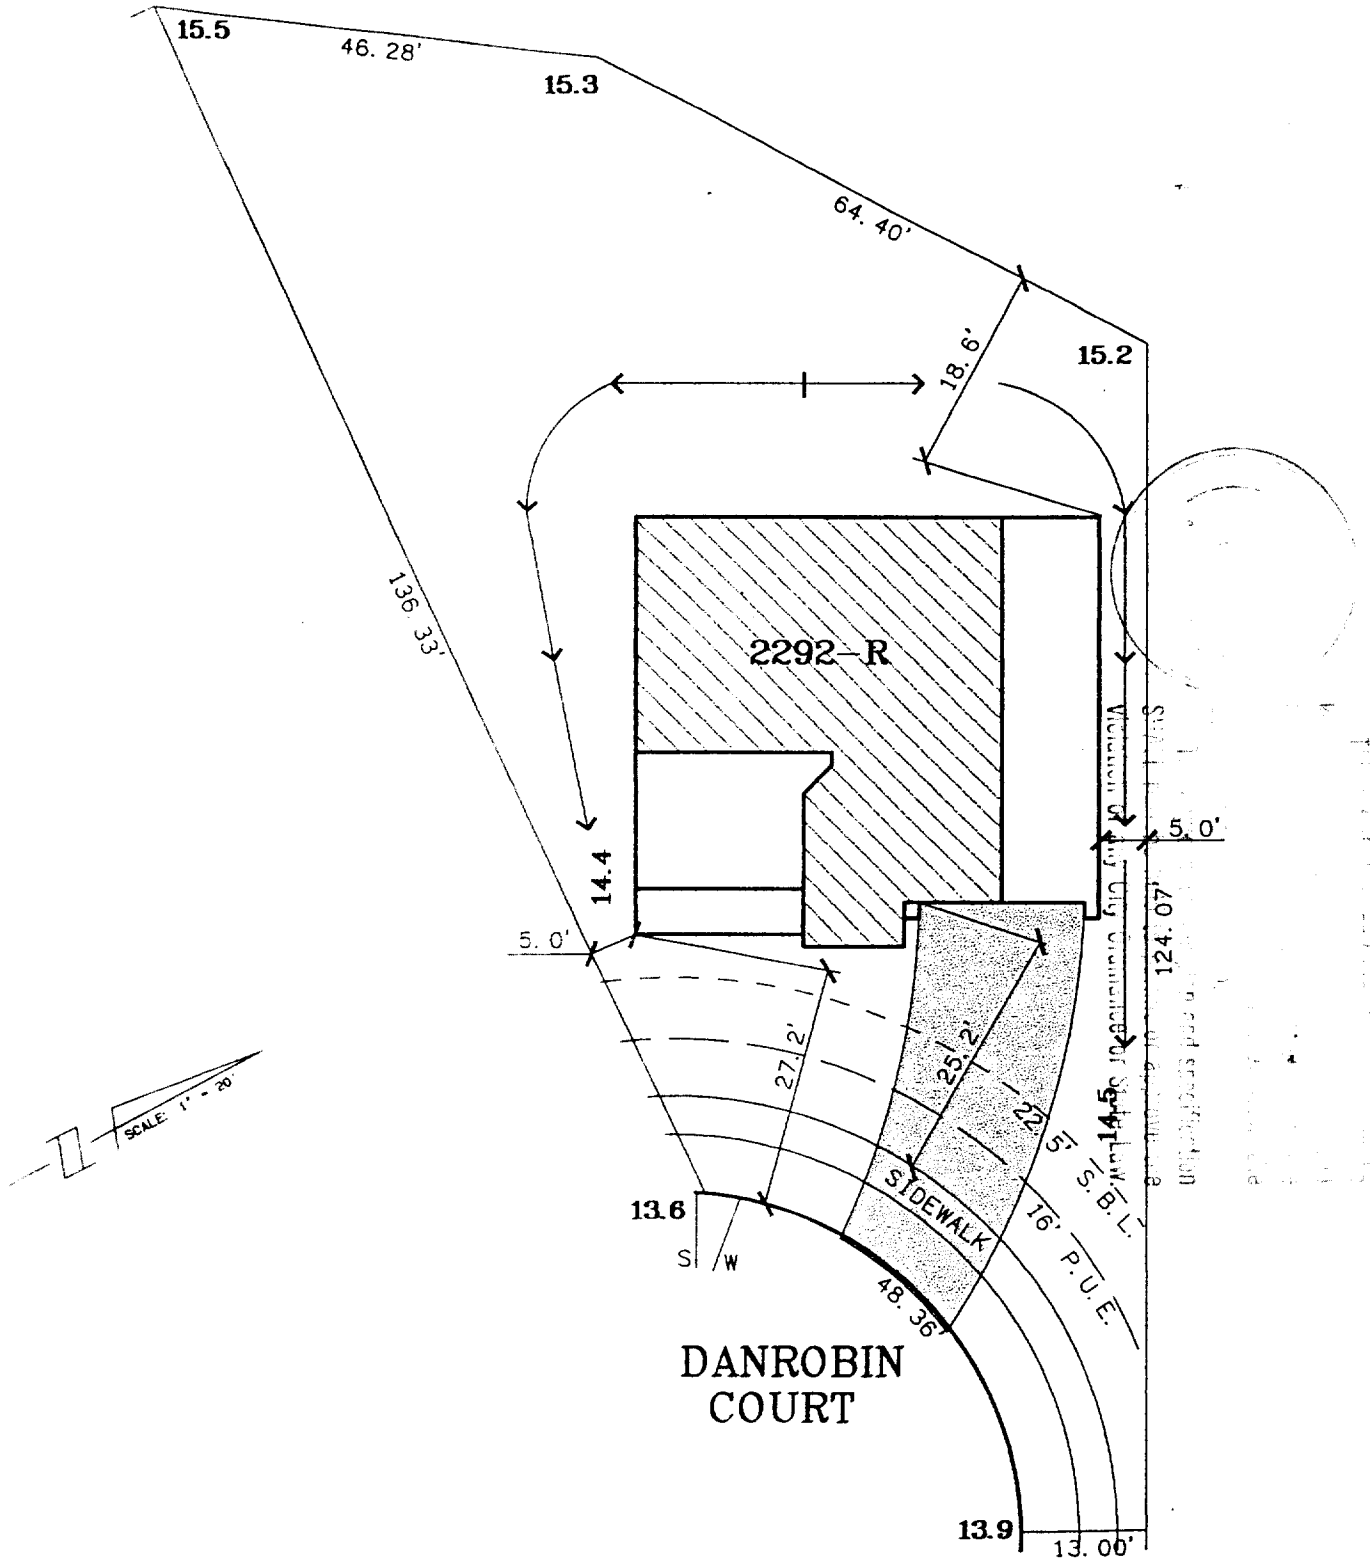 15.5
46.28'
15.3
64.40'
15.2
18.6'
136.33'
2292-R
5.0'
14.4
5.0'
124.07'
27.2'
25.2'
14.5
22.5' S.B.L.
16' P.U.E.
SCALE: 1" = 20'
SIDEWALK
13.6
S W
48.36'
DANROBIN
COURT
13.9
13.00'